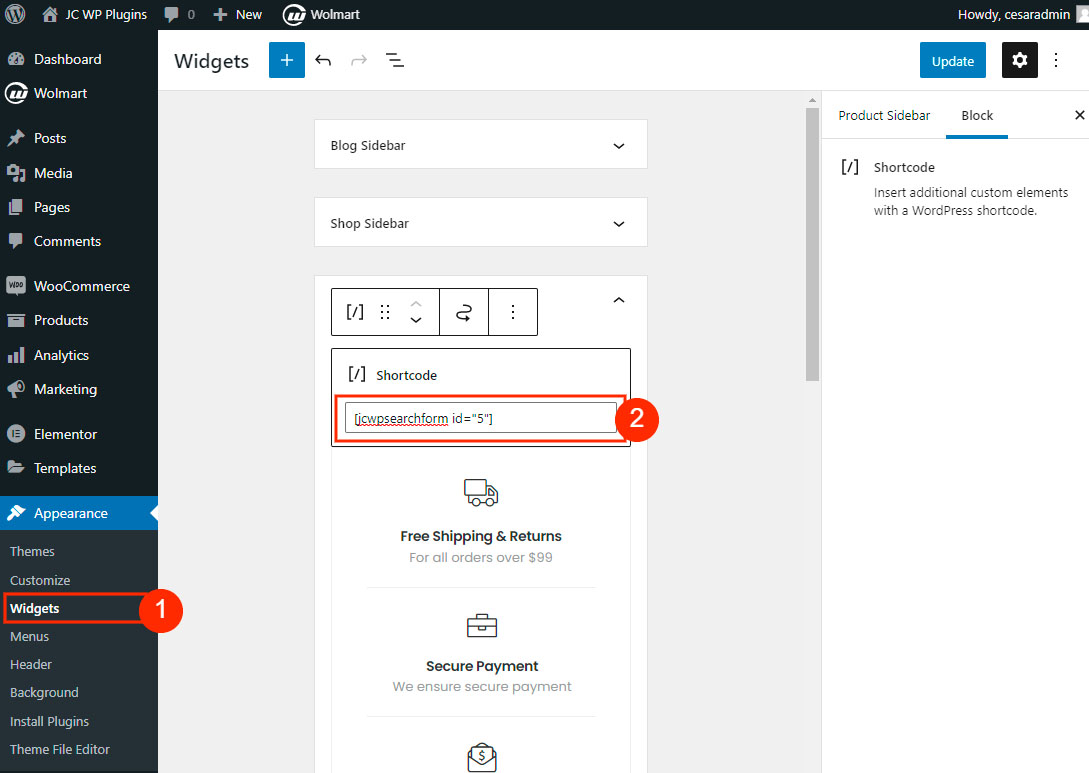 JC WP Plugins 0 New Wolmart Howdy, cesaradmin
Dashboard
Wolmart
Posts
Media
Pages
Comments
WooCommerce
Products
Analytics
Marketing
Elementor
Templates
Appearance
Themes
Customize
Widgets 1
Menus
Header
Background
Install Plugins
Theme File Editor
Widgets Update
Blog Sidebar
Shop Sidebar
[/]
[/] Shortcode
[jcwpsearchform id="5"] 2
Free Shipping & Returns
For all orders over $99
Secure Payment
We ensure secure payment
$
Product Sidebar Block
[/] Shortcode
Insert additional custom elements
with a WordPress shortcode.